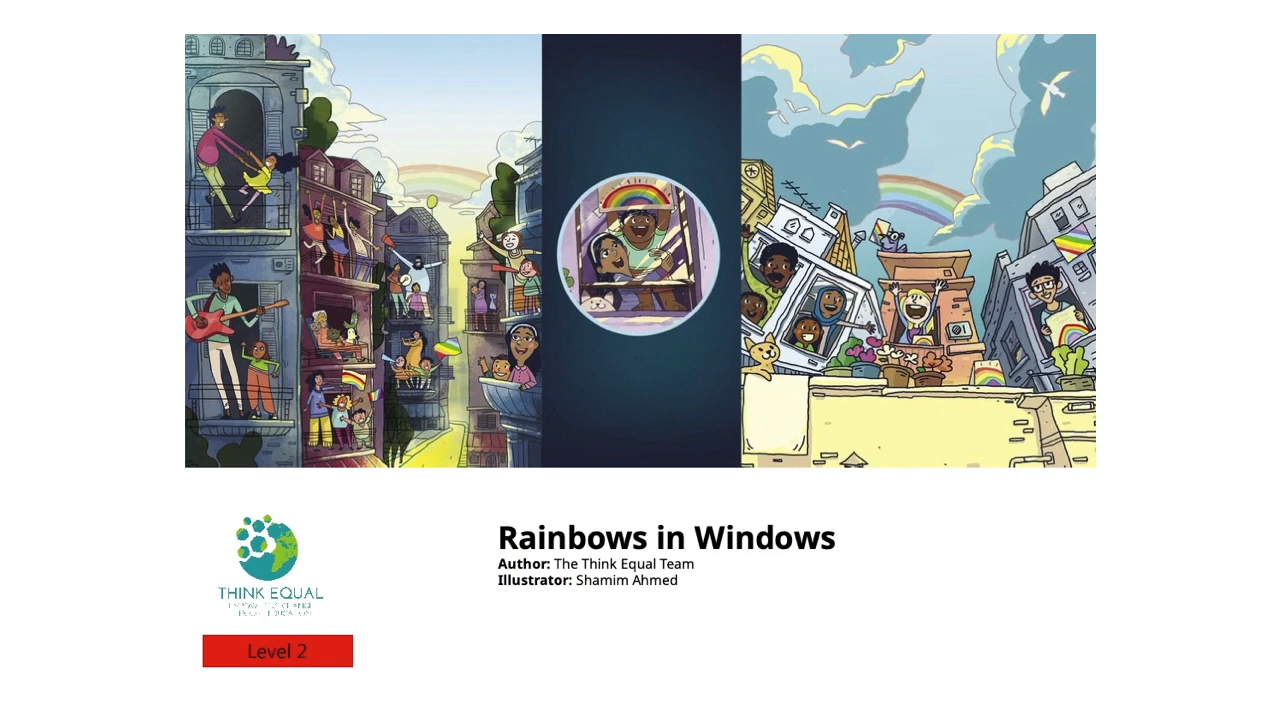 Rainbows in Windows
Author: The Think Equal Team
Illustrator: Shamim Ahmed
THINK EQUAL
Level 2